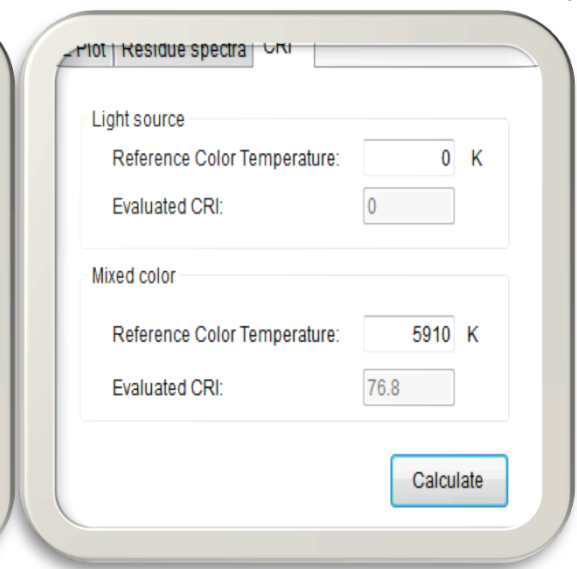 Plot Residue spectra CRI
Light source
Reference Color Temperature: 0 K
Evaluated CRI: 0
Mixed color
Reference Color Temperature: 5910 K
Evaluated CRI: 76.8
Calculate